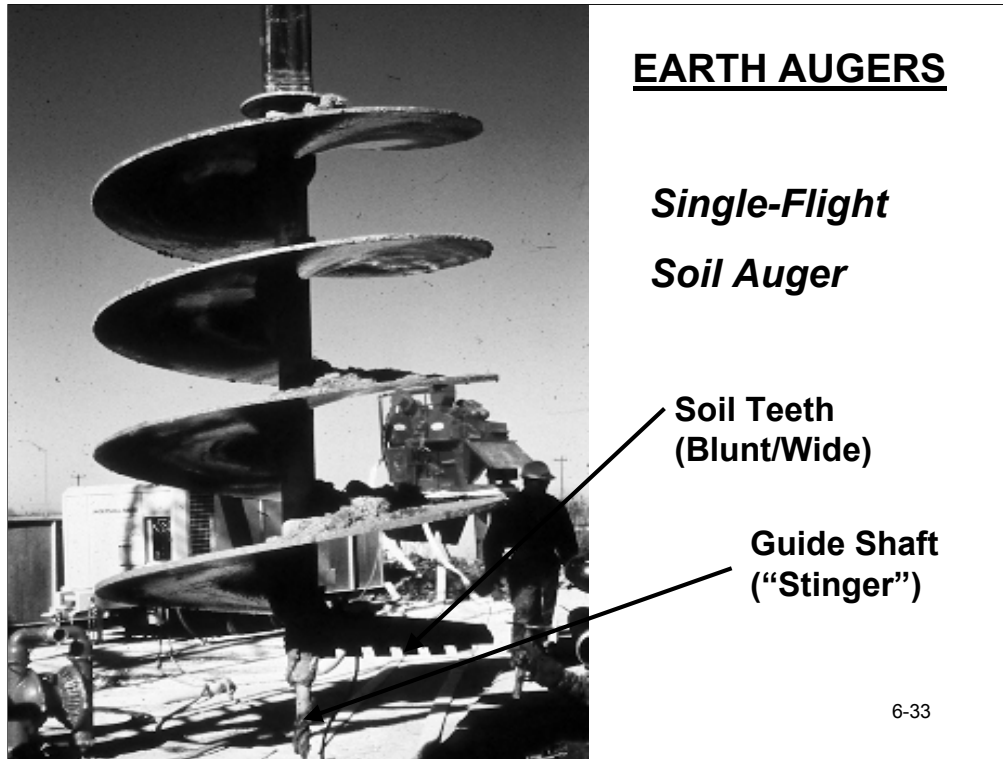 EARTH AUGERS
Single-Flight
Soil Auger
Soil Teeth
(Blunt/Wide)
Guide Shaft
(“Stinger”)
6-33